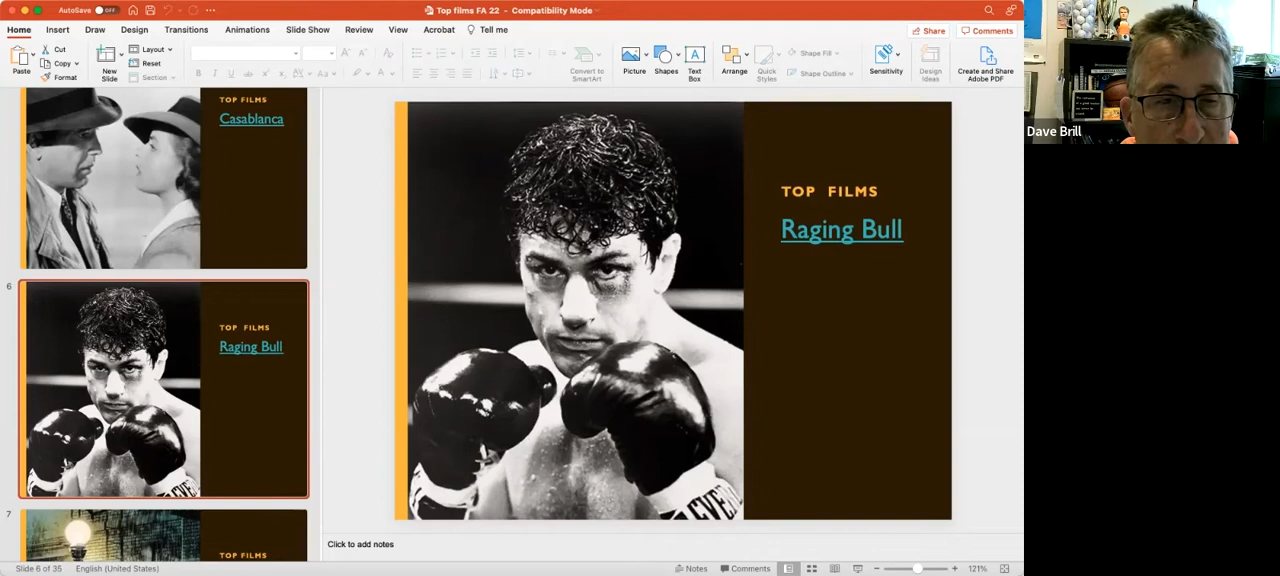 AutoSave OFF
Top films FA 22 - Compatibility Mode
Home Insert Draw Design Transitions Animations Slide Show Review View Acrobat Tell me
Share Comments
Paste
Cut
Copy
Format
New Slide
Layout
Reset
Section
Convert to SmartArt
Picture
Shapes
Text Box
Arrange
Quick Styles
Shape Fill
Shape Outline
Sensitivity
Design Ideas
Create and Share Adobe PDF
TOP FILMS
Casablanca
6
TOP FILMS
Raging Bull
7
TOP FILMS
TOP FILMS
Raging Bull
Click to add notes
Slide 6 of 35 English (United States)
Notes Comments 121%
Dave Brill